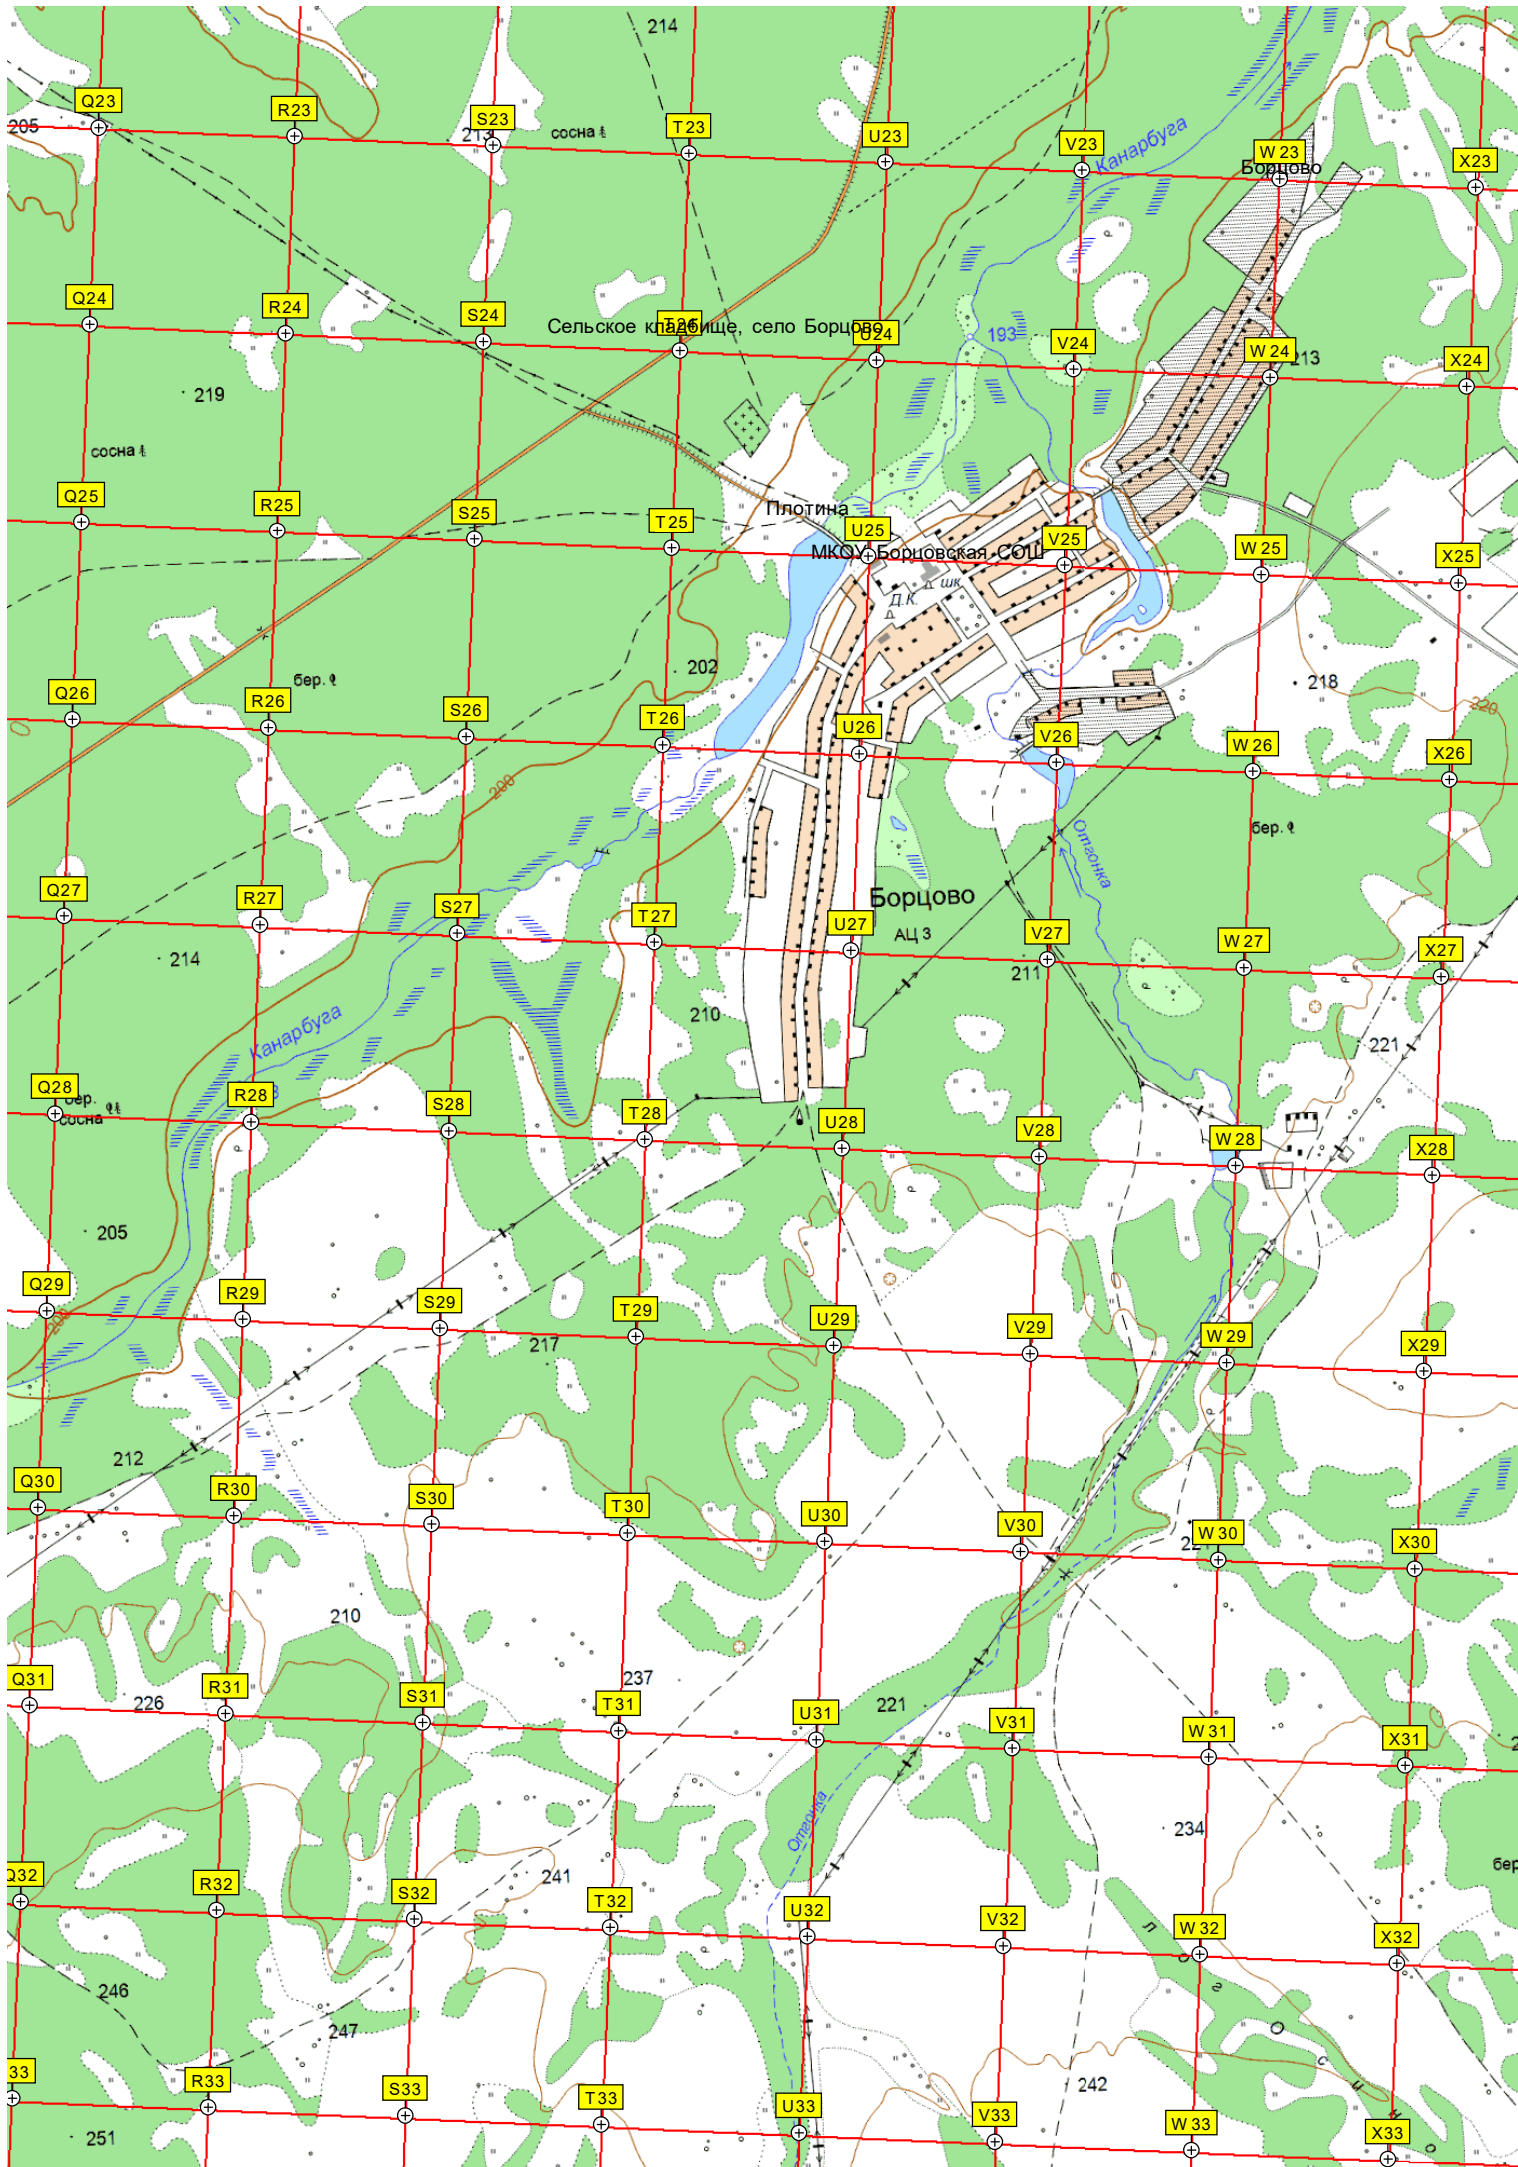 214
Q23
R23
S23
T23
U23
V23
W 23
X23
205
213
сосна
Канарбуга
Борцово
Q24
R24
S24
U24
V24
W 24
X24
Сельское кладбище, село Борцово
193
213
219
сосна
Q25
R25
S25
T25
U25
V25
W 25
X25
Плотина
МКОУ Борцовская СОШ
шк.
Д.К.
202
218
220
бер.
Q26
R26
S26
T26
U26
V26
W 26
X26
200
бер.
Отгонка
Q27
R27
S27
T27
U27
V27
W 27
X27
Борцово
АЦ 3
214
211
210
Канарбуга
221
Q28
R28
S28
T28
U28
V28
W 28
X28
бер.
сосна
205
Q29
R29
S29
T29
U29
V29
W 29
X29
200
217
212
Q30
R30
S30
T30
U30
V30
W 30
X30
210
Q31
R31
S31
T31
U31
V31
W 31
X31
226
237
221
Отгонка
234
бер
Q32
R32
S32
T32
U32
V32
W 32
X32
241
246
247
л о г О с и н о
242
33
R33
S33
T33
U33
V33
W 33
X33
251